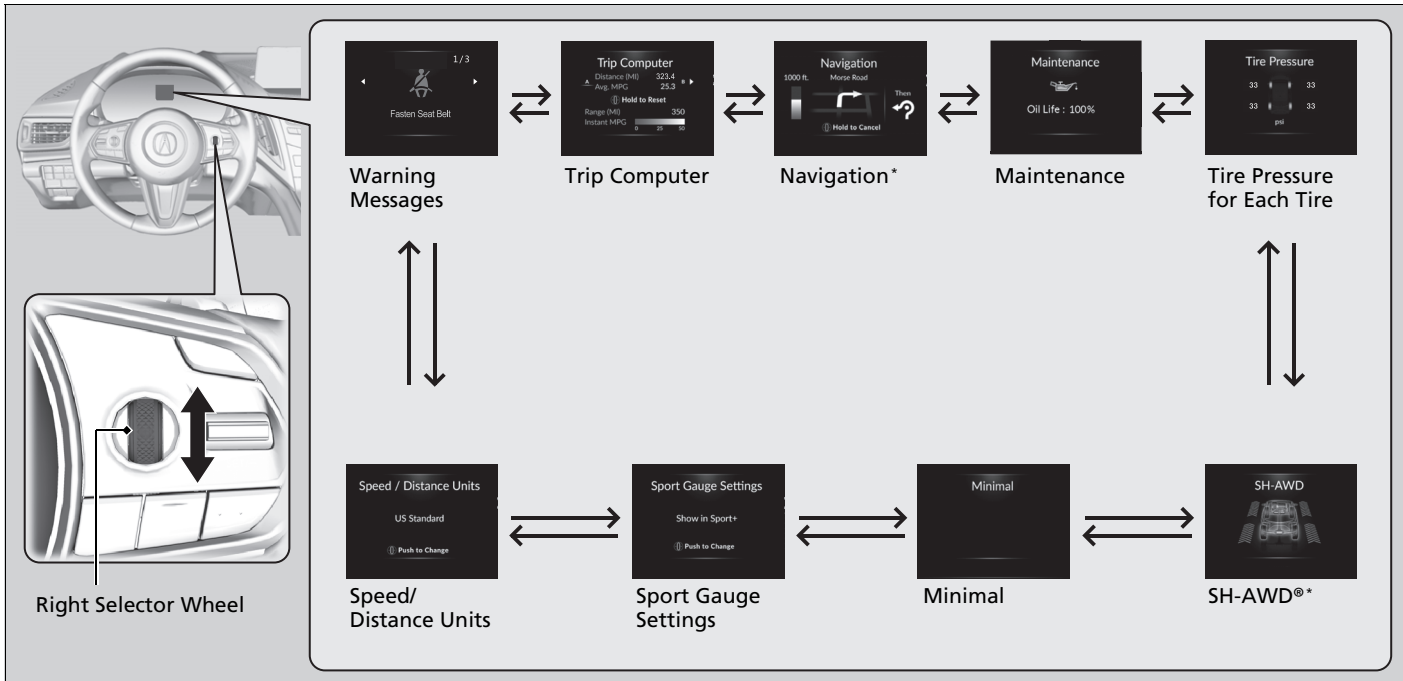 1/3
Fasten Seat Belt
Warning
Messages
Trip Computer
A Distance (MI) 323.4 B
Avg. MPG 25.3
Hold to Reset
Range (MI) 350
Instant MPG
0 25 50
Trip Computer
Navigation
1000 ft. Morse Road
Then
Hold to Cancel
Navigation*
Maintenance
Oil Life : 100%
Maintenance
Tire Pressure
33 33
33 33
psi
Tire Pressure
for Each Tire
Speed / Distance Units
US Standard
Push to Change
Speed/
Distance Units
Sport Gauge Settings
Show in Sport+
Push to Change
Sport Gauge
Settings
Minimal
Minimal
SH-AWD
SH-AWD®*
Right Selector Wheel